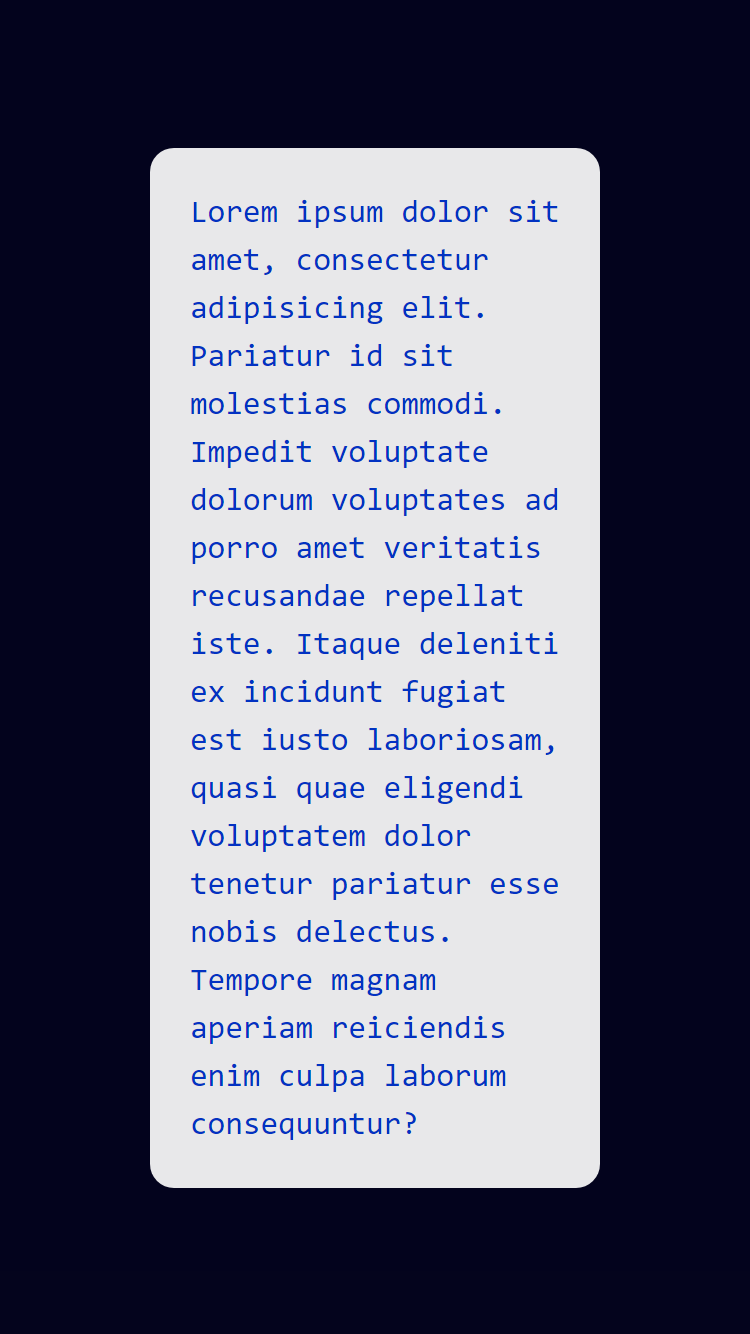 Lorem ipsum dolor sit
amet, consectetur
adipisicing elit.
Pariatur id sit
molestias commodi.
Impedit voluptate
dolorum voluptates ad
porro amet veritatis
recusandae repellat
iste. Itaque deleniti
ex incidunt fugiat
est iusto laboriosam,
quasi quae eligendi
voluptatem dolor
tenetur pariatur esse
nobis delectus.
Tempore magnam
aperiam reiciendis
enim culpa laborum
consequuntur?